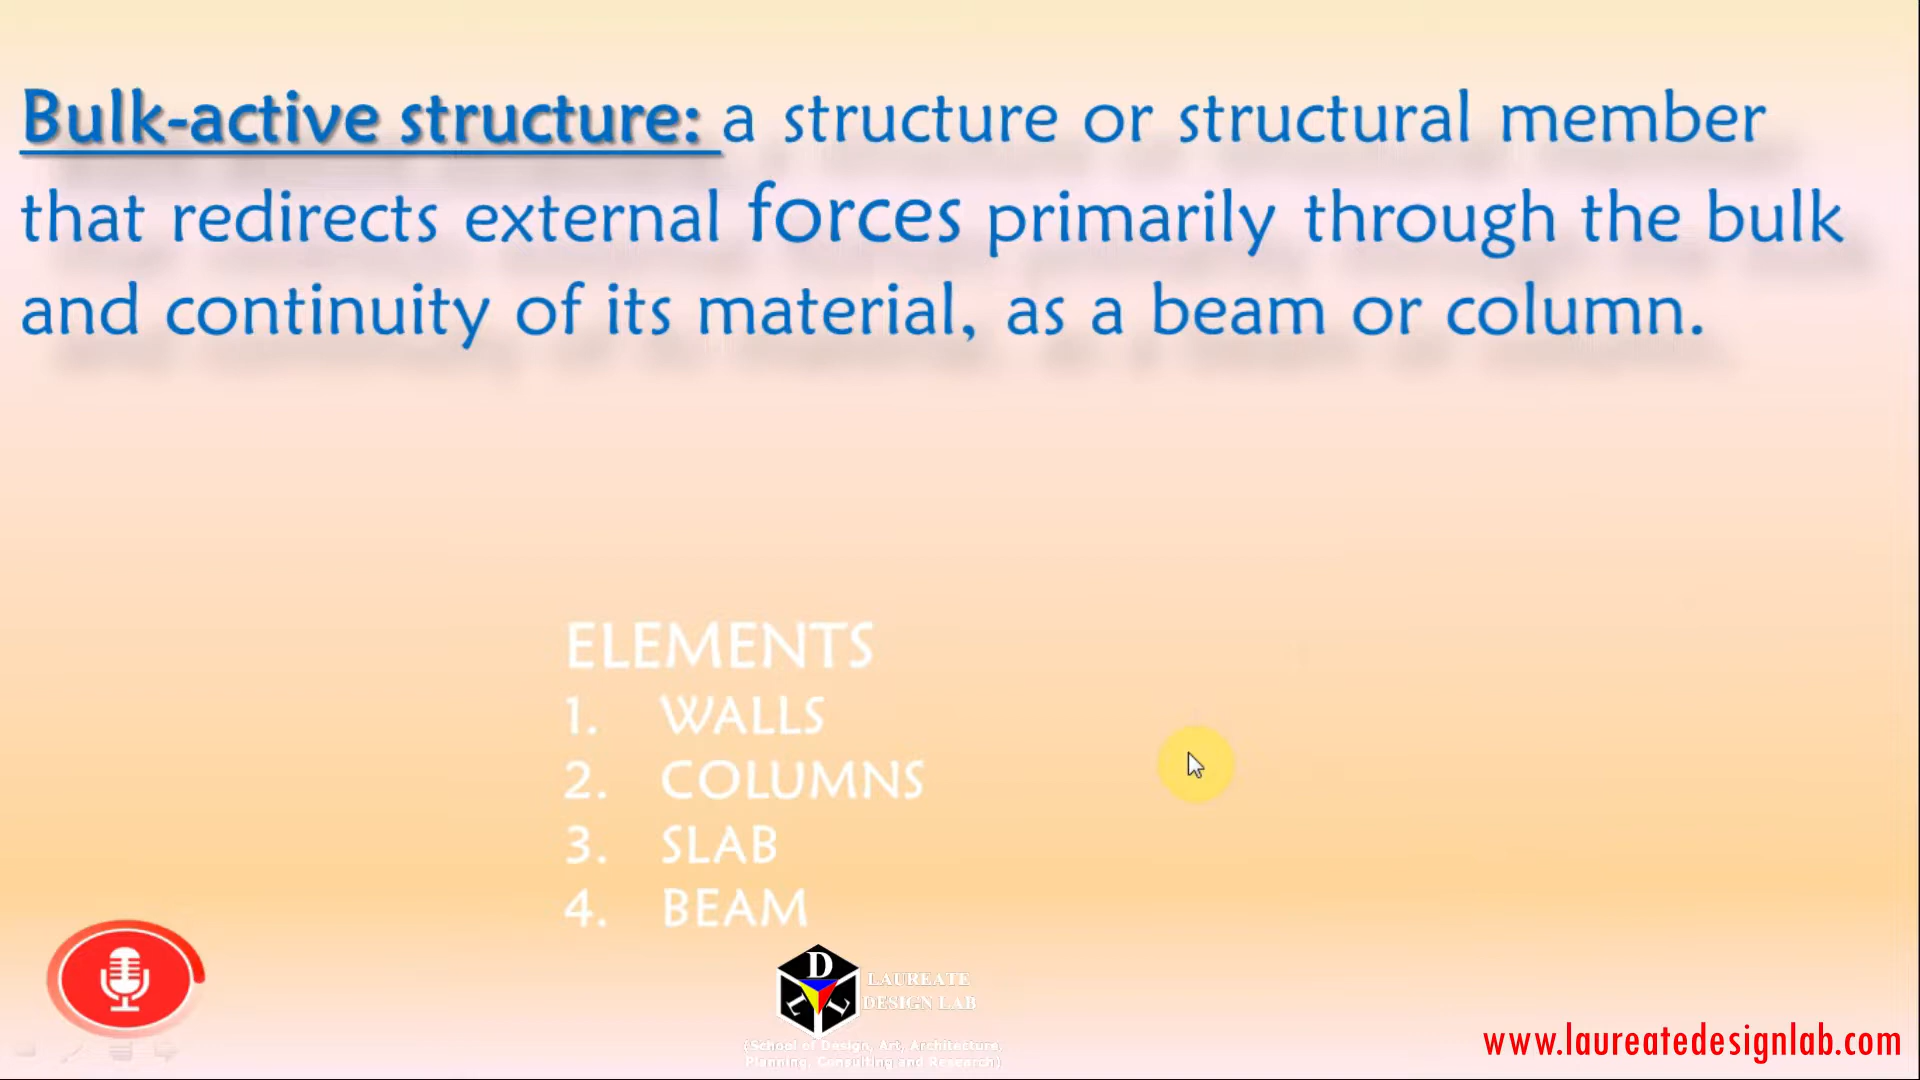 Bulk-active structure: a structure or structural member
that redirects external forces primarily through the bulk
and continuity of its material, as a beam or column.
ELEMENTS
1. WALLS
2. COLUMNS
3. SLAB
4. BEAM
D
L L
LAUREATE
DESIGN LAB
(School of Design, Art, Architecture,
Planning, Consulting and Research)
www.laureatedesignlab.com